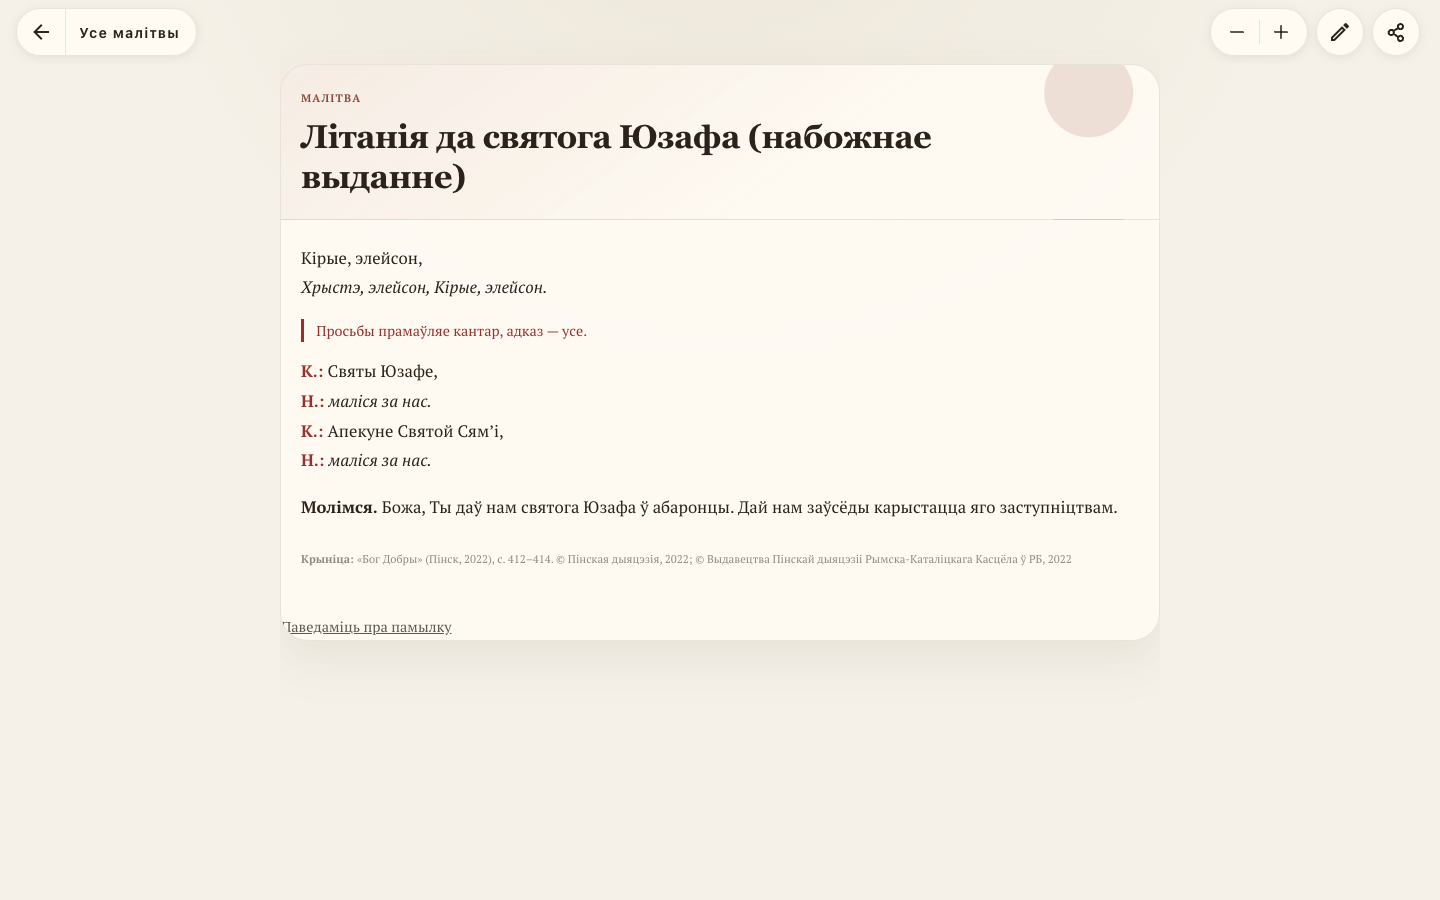 Усе малітвы
МАЛІТВА
Літанія да святога Юзафа (набожнае
выданне)
Кірые, элейсон,
Хрыстэ, элейсон, Кірые, элейсон.
Просьбы прамаўляе кантар, адказ — усе.
К.: Святы Юзафе,
Н.: маліся за нас.
К.: Апекуне Святой Сям’і,
Н.: маліся за нас.
Молімся. Божа, Ты даў нам святога Юзафа ў абаронцы. Дай нам заўсёды карыстацца яго заступніцтвам.
Крыніца: «Бог Добры» (Пінск, 2022), с. 412–414. © Пінская дыяцэзія, 2022; © Выдавецтва Пінскай дыяцэзіі Рымска-Каталіцкага Касцёла ў РБ, 2022
Паведаміць пра памылку